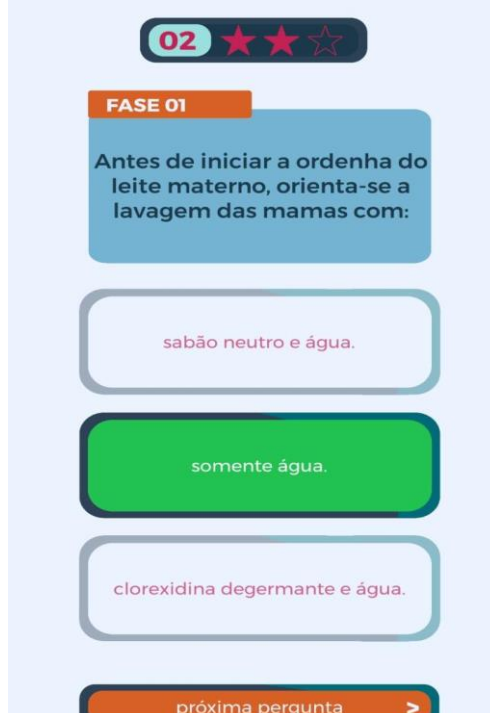 02
FASE 01
Antes de iniciar a ordenha do
leite materno, orienta-se a
lavagem das mamas com:
sabão neutro e água.
somente água.
clorexidina degermante e água.
próxima pergunta >